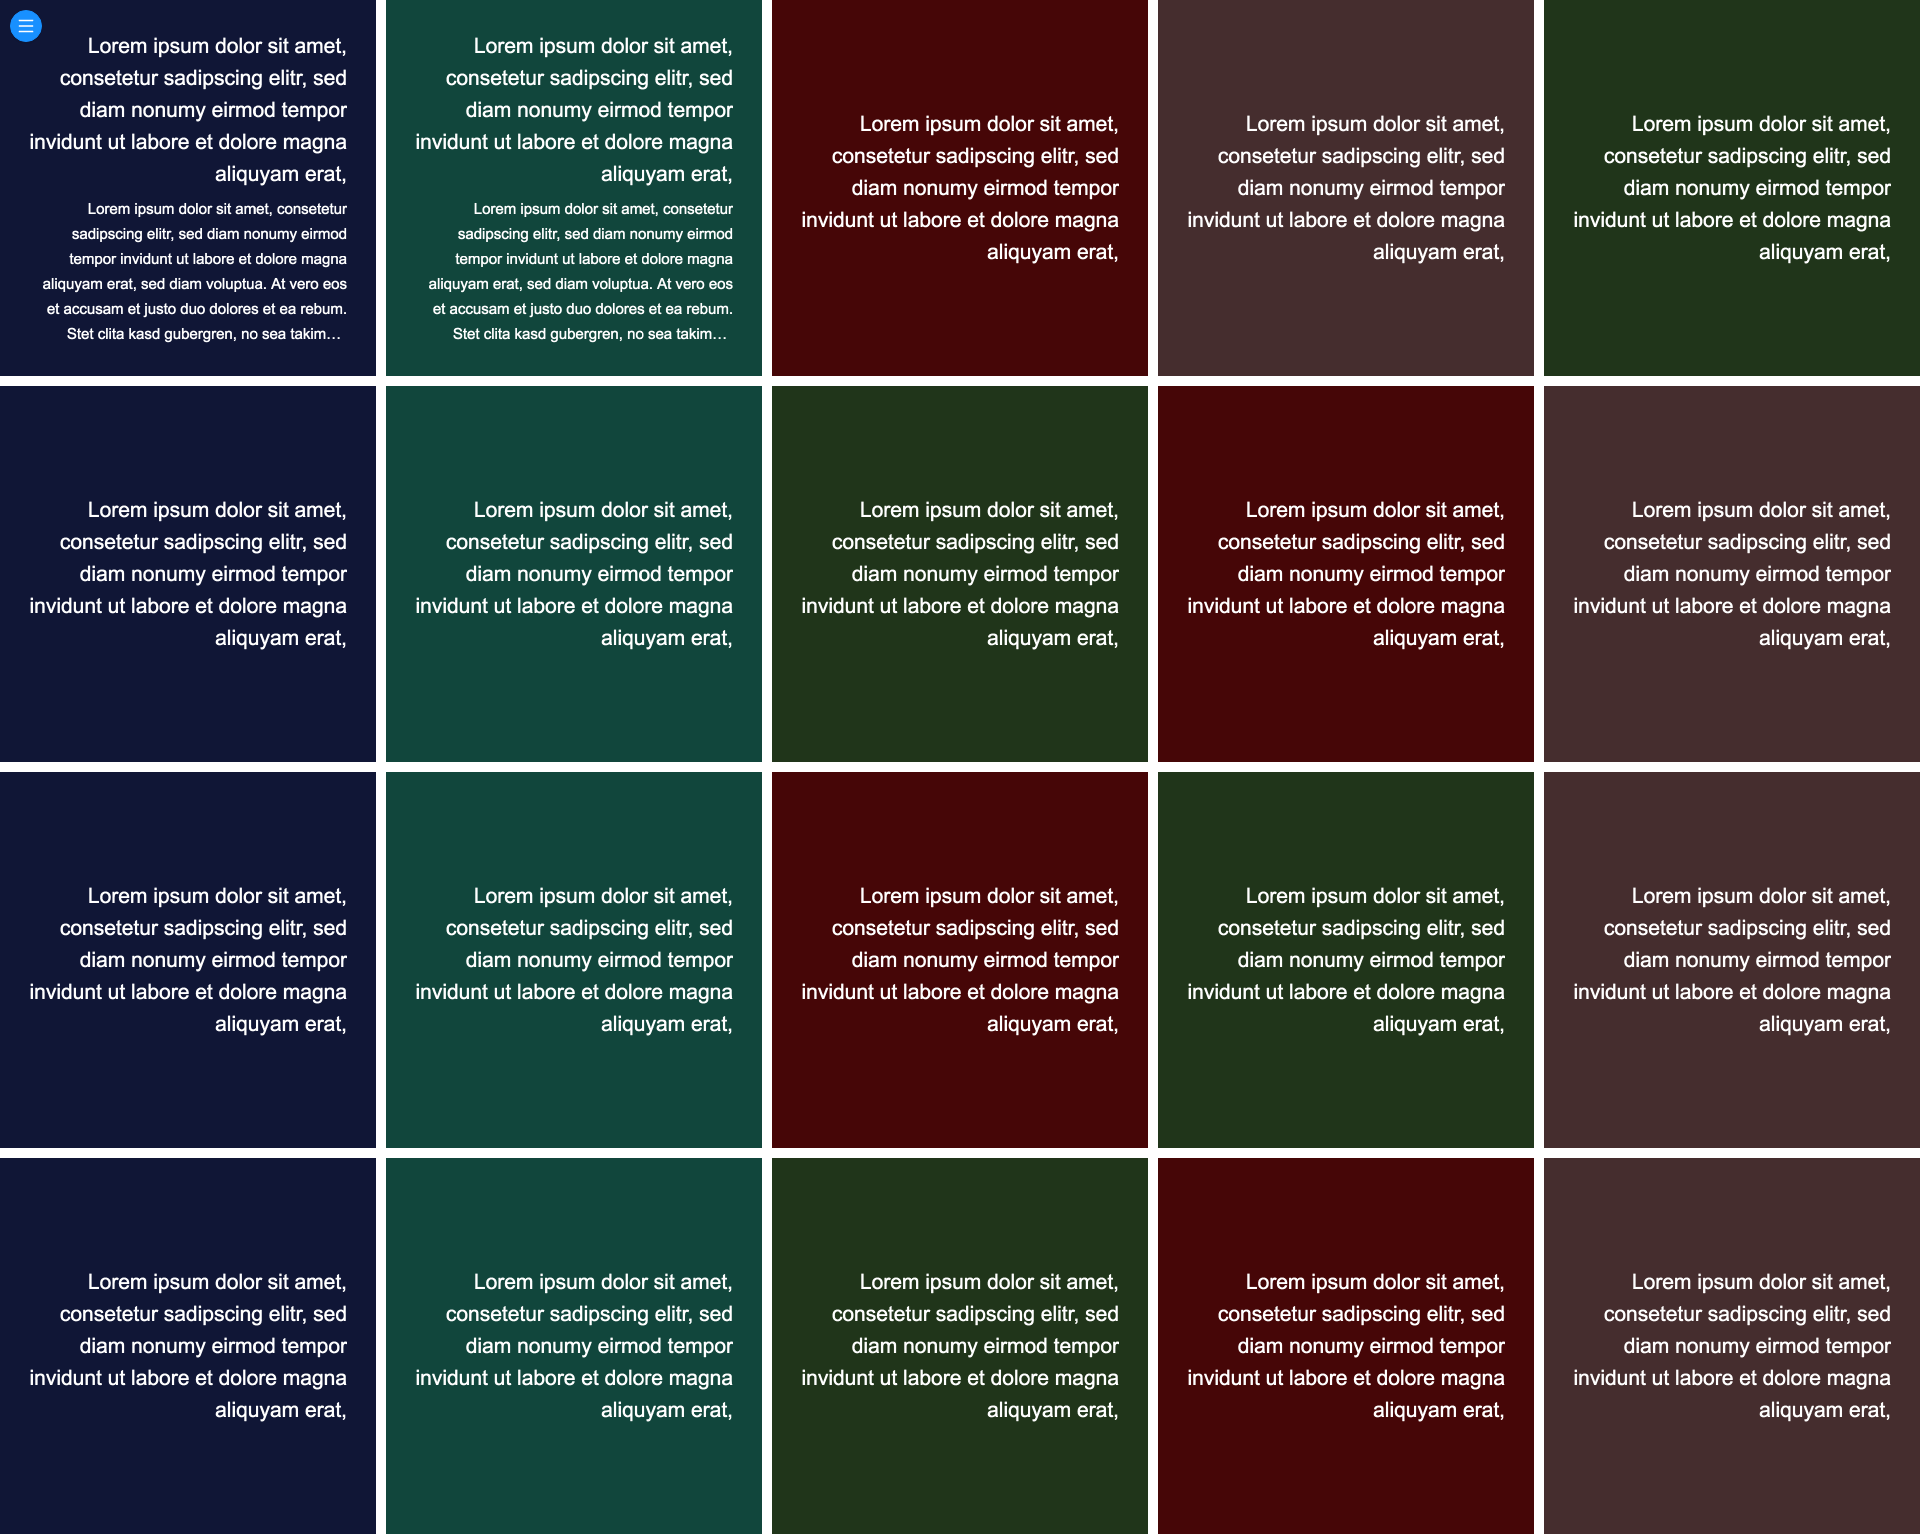 Lorem ipsum dolor sit amet,
consetetur sadipscing elitr, sed
diam nonumy eirmod tempor
invidunt ut labore et dolore magna
aliquyam erat,
Lorem ipsum dolor sit amet, consetetur
sadipscing elitr, sed diam nonumy eirmod
tempor invidunt ut labore et dolore magna
aliquyam erat, sed diam voluptua. At vero eos
et accusam et justo duo dolores et ea rebum.
Stet clita kasd gubergren, no sea takim…
Lorem ipsum dolor sit amet,
consetetur sadipscing elitr, sed
diam nonumy eirmod tempor
invidunt ut labore et dolore magna
aliquyam erat,
Lorem ipsum dolor sit amet, consetetur
sadipscing elitr, sed diam nonumy eirmod
tempor invidunt ut labore et dolore magna
aliquyam erat, sed diam voluptua. At vero eos
et accusam et justo duo dolores et ea rebum.
Stet clita kasd gubergren, no sea takim…
Lorem ipsum dolor sit amet,
consetetur sadipscing elitr, sed
diam nonumy eirmod tempor
invidunt ut labore et dolore magna
aliquyam erat,
Lorem ipsum dolor sit amet,
consetetur sadipscing elitr, sed
diam nonumy eirmod tempor
invidunt ut labore et dolore magna
aliquyam erat,
Lorem ipsum dolor sit amet,
consetetur sadipscing elitr, sed
diam nonumy eirmod tempor
invidunt ut labore et dolore magna
aliquyam erat,
Lorem ipsum dolor sit amet,
consetetur sadipscing elitr, sed
diam nonumy eirmod tempor
invidunt ut labore et dolore magna
aliquyam erat,
Lorem ipsum dolor sit amet,
consetetur sadipscing elitr, sed
diam nonumy eirmod tempor
invidunt ut labore et dolore magna
aliquyam erat,
Lorem ipsum dolor sit amet,
consetetur sadipscing elitr, sed
diam nonumy eirmod tempor
invidunt ut labore et dolore magna
aliquyam erat,
Lorem ipsum dolor sit amet,
consetetur sadipscing elitr, sed
diam nonumy eirmod tempor
invidunt ut labore et dolore magna
aliquyam erat,
Lorem ipsum dolor sit amet,
consetetur sadipscing elitr, sed
diam nonumy eirmod tempor
invidunt ut labore et dolore magna
aliquyam erat,
Lorem ipsum dolor sit amet,
consetetur sadipscing elitr, sed
diam nonumy eirmod tempor
invidunt ut labore et dolore magna
aliquyam erat,
Lorem ipsum dolor sit amet,
consetetur sadipscing elitr, sed
diam nonumy eirmod tempor
invidunt ut labore et dolore magna
aliquyam erat,
Lorem ipsum dolor sit amet,
consetetur sadipscing elitr, sed
diam nonumy eirmod tempor
invidunt ut labore et dolore magna
aliquyam erat,
Lorem ipsum dolor sit amet,
consetetur sadipscing elitr, sed
diam nonumy eirmod tempor
invidunt ut labore et dolore magna
aliquyam erat,
Lorem ipsum dolor sit amet,
consetetur sadipscing elitr, sed
diam nonumy eirmod tempor
invidunt ut labore et dolore magna
aliquyam erat,
Lorem ipsum dolor sit amet,
consetetur sadipscing elitr, sed
diam nonumy eirmod tempor
invidunt ut labore et dolore magna
aliquyam erat,
Lorem ipsum dolor sit amet,
consetetur sadipscing elitr, sed
diam nonumy eirmod tempor
invidunt ut labore et dolore magna
aliquyam erat,
Lorem ipsum dolor sit amet,
consetetur sadipscing elitr, sed
diam nonumy eirmod tempor
invidunt ut labore et dolore magna
aliquyam erat,
Lorem ipsum dolor sit amet,
consetetur sadipscing elitr, sed
diam nonumy eirmod tempor
invidunt ut labore et dolore magna
aliquyam erat,
Lorem ipsum dolor sit amet,
consetetur sadipscing elitr, sed
diam nonumy eirmod tempor
invidunt ut labore et dolore magna
aliquyam erat,